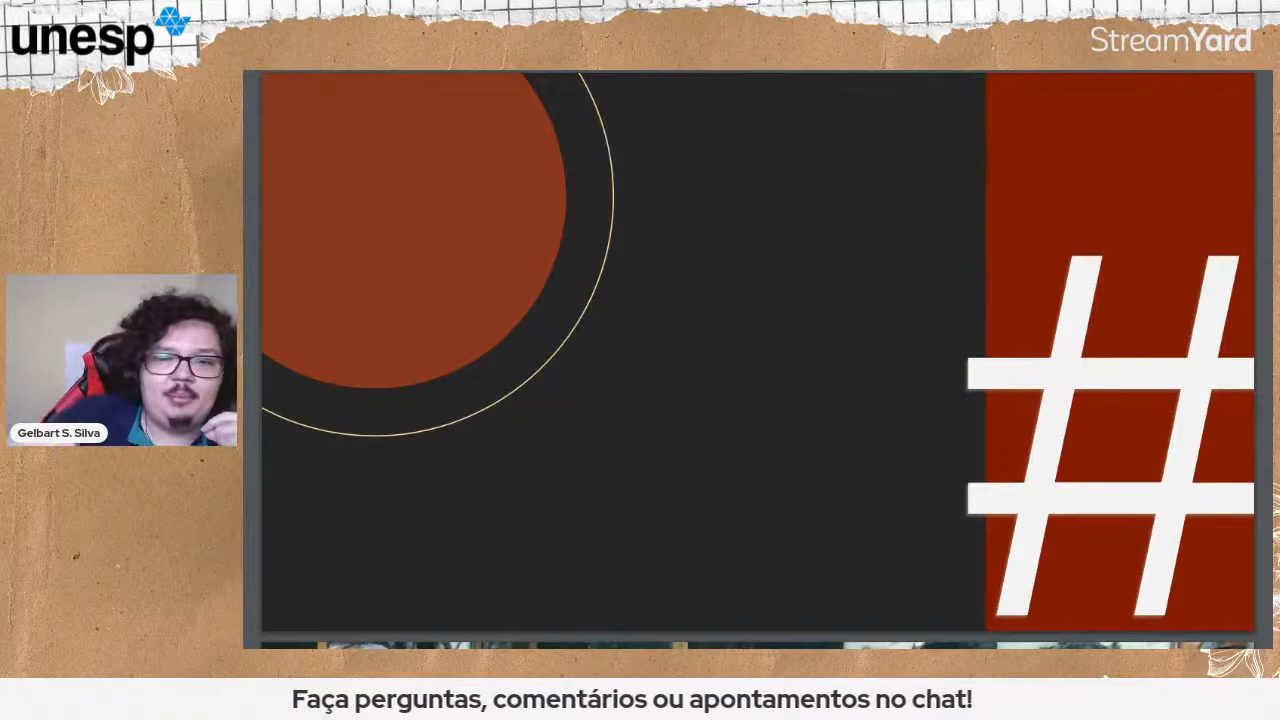 unesp
StreamYard
#
Gelbart S. Silva
Faça perguntas, comentários ou apontamentos no chat!